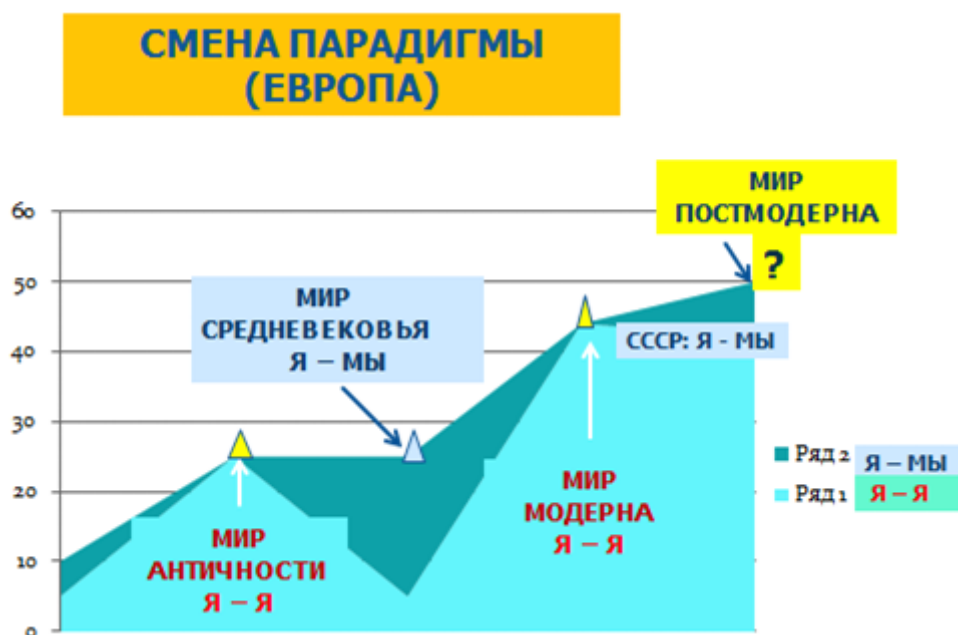 СМЕНА ПАРАДИГМЫ
(ЕВРОПА)
МИР
ПОСТМОДЕРНА
?
60
50
40
30
20
10
0
МИР
СРЕДНЕВЕКОВЬЯ
Я – МЫ
СССР: Я - МЫ
МИР
АНТИЧНОСТИ
Я – Я
МИР
МОДЕРНА
Я – Я
Ряд 2 Я – МЫ
Ряд 1 Я – Я